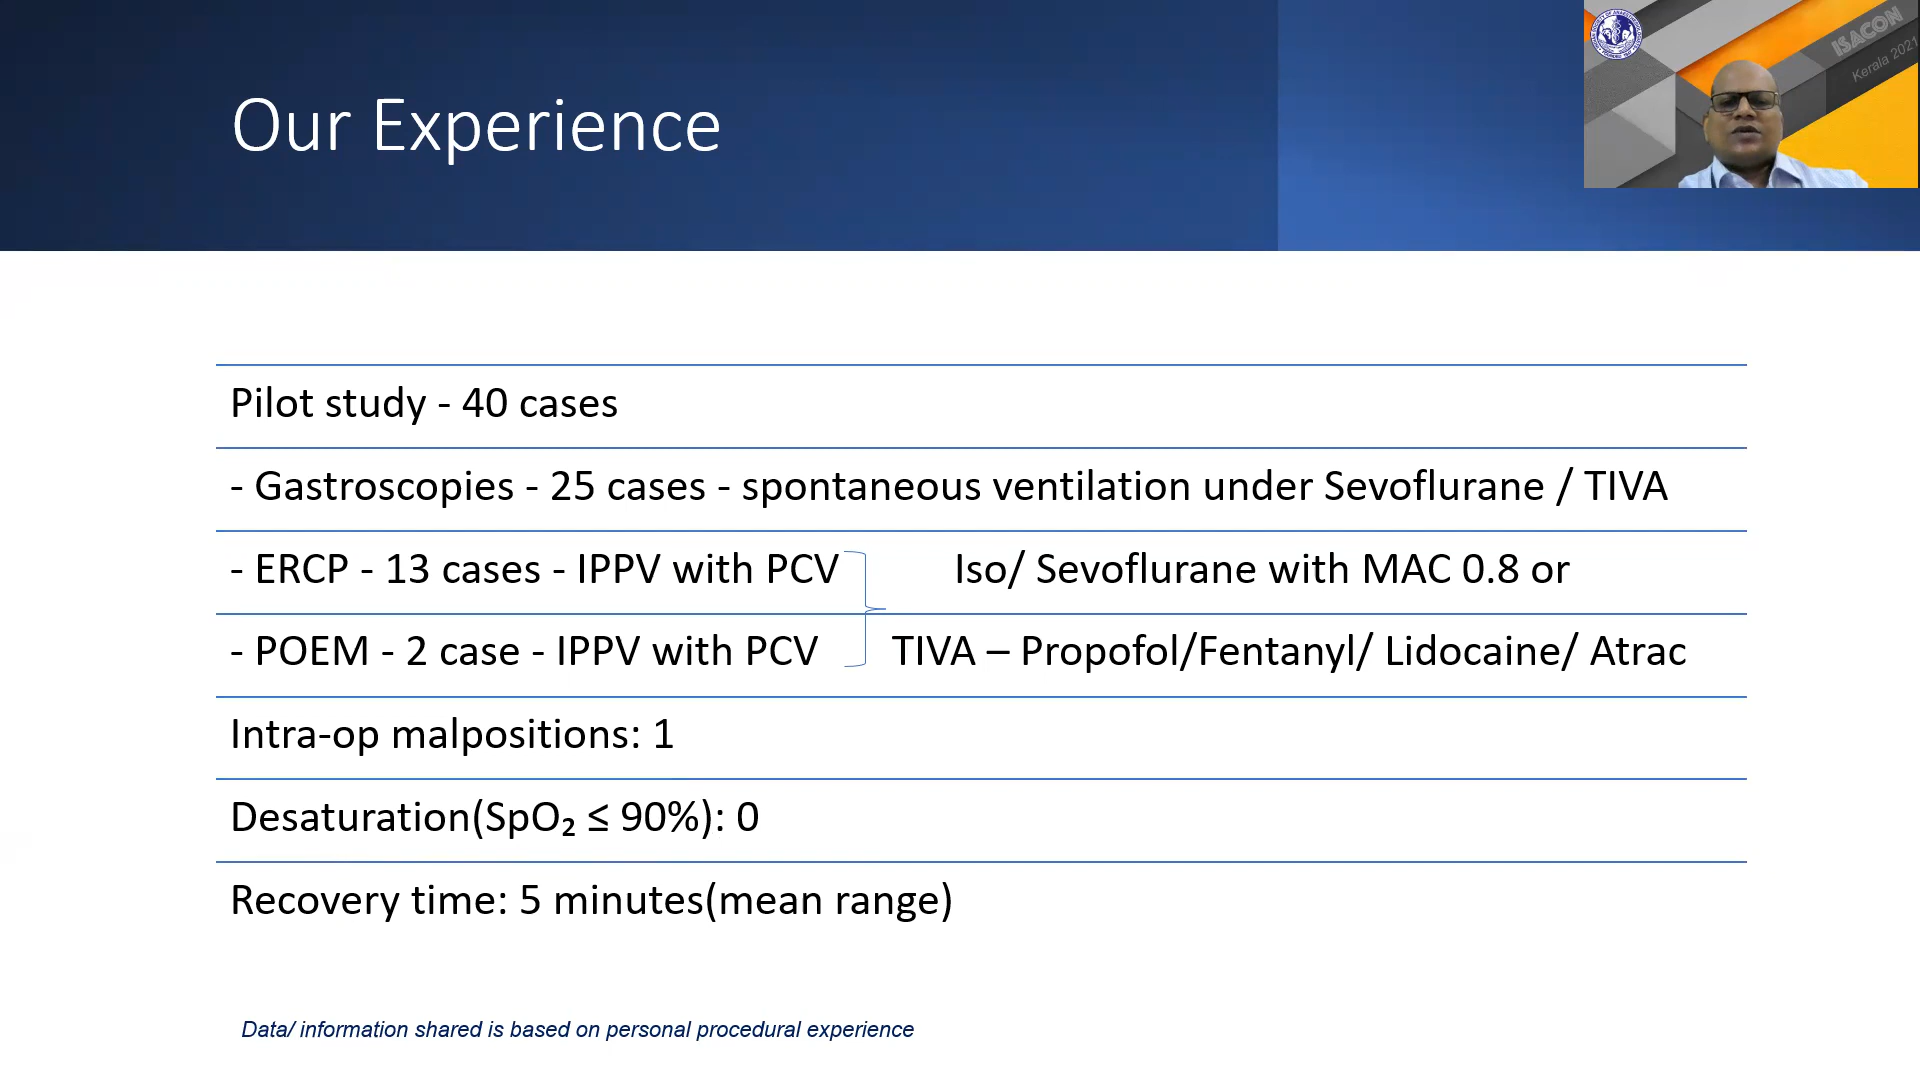 Our Experience
ISACON
Kerala 2021
Pilot study - 40 cases
- Gastroscopies - 25 cases - spontaneous ventilation under Sevoflurane / TIVA
- ERCP - 13 cases - IPPV with PCV Iso/ Sevoflurane with MAC 0.8 or
- POEM - 2 case - IPPV with PCV TIVA – Propofol/Fentanyl/ Lidocaine/ Atrac
Intra-op malpositions: 1
Desaturation(SpO₂ ≤ 90%): 0
Recovery time: 5 minutes(mean range)
Data/ information shared is based on personal procedural experience